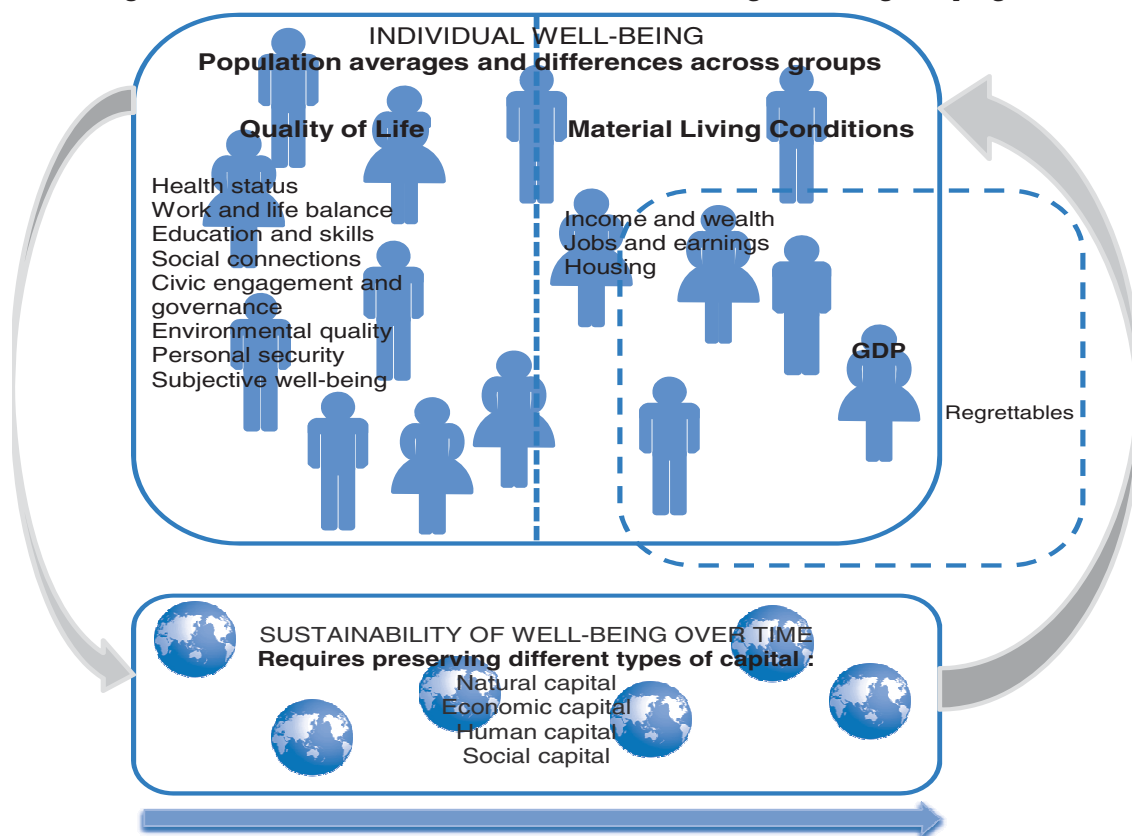 INDIVIDUAL WELL-BEING
Population averages and differences across groups
Quality of Life
Material Living Conditions
Health status
Work and life balance
Education and skills
Social connections
Civic engagement and
governance
Environmental quality
Personal security
Subjective well-being
Income and wealth
Jobs and earnings
Housing
GDP
Regrettables
SUSTAINABILITY OF WELL-BEING OVER TIME
Requires preserving different types of capital :
Natural capital
Economic capital
Human capital
Social capital